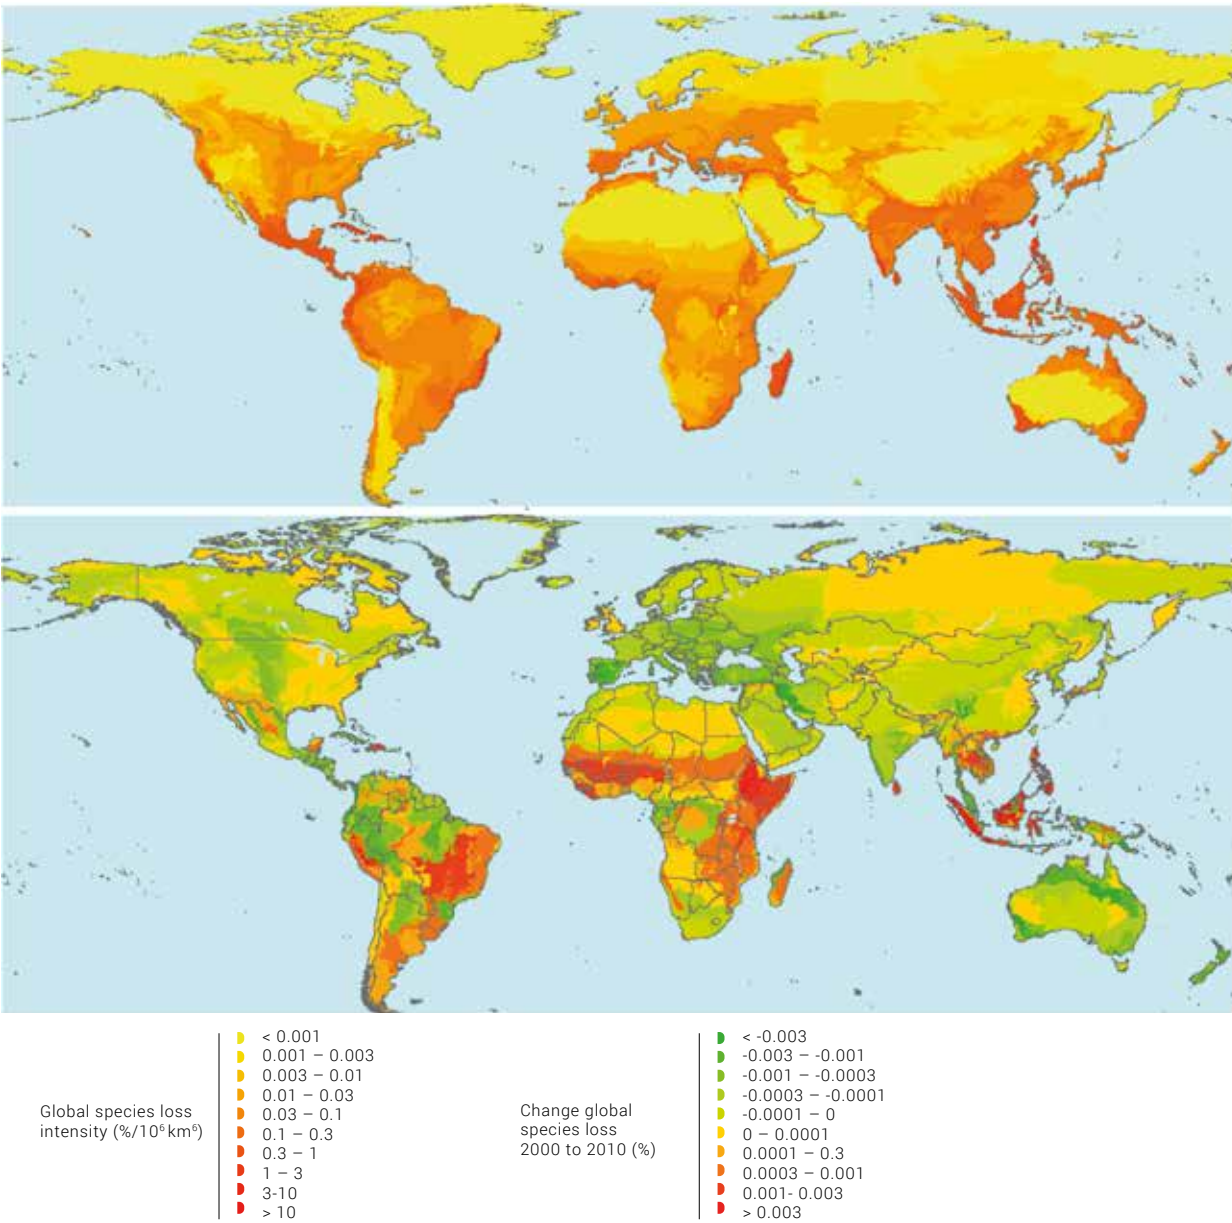 Global species loss
intensity (%/10⁶ km⁶)
< 0.001
0.001 – 0.003
0.003 – 0.01
0.01 – 0.03
0.03 – 0.1
0.1 – 0.3
0.3 – 1
1 – 3
3-10
> 10
Change global
species loss
2000 to 2010 (%)
< -0.003
-0.003 – -0.001
-0.001 – -0.0003
-0.0003 – -0.0001
-0.0001 – 0
0 – 0.0001
0.0001 – 0.3
0.0003 – 0.001
0.001- 0.003
> 0.003